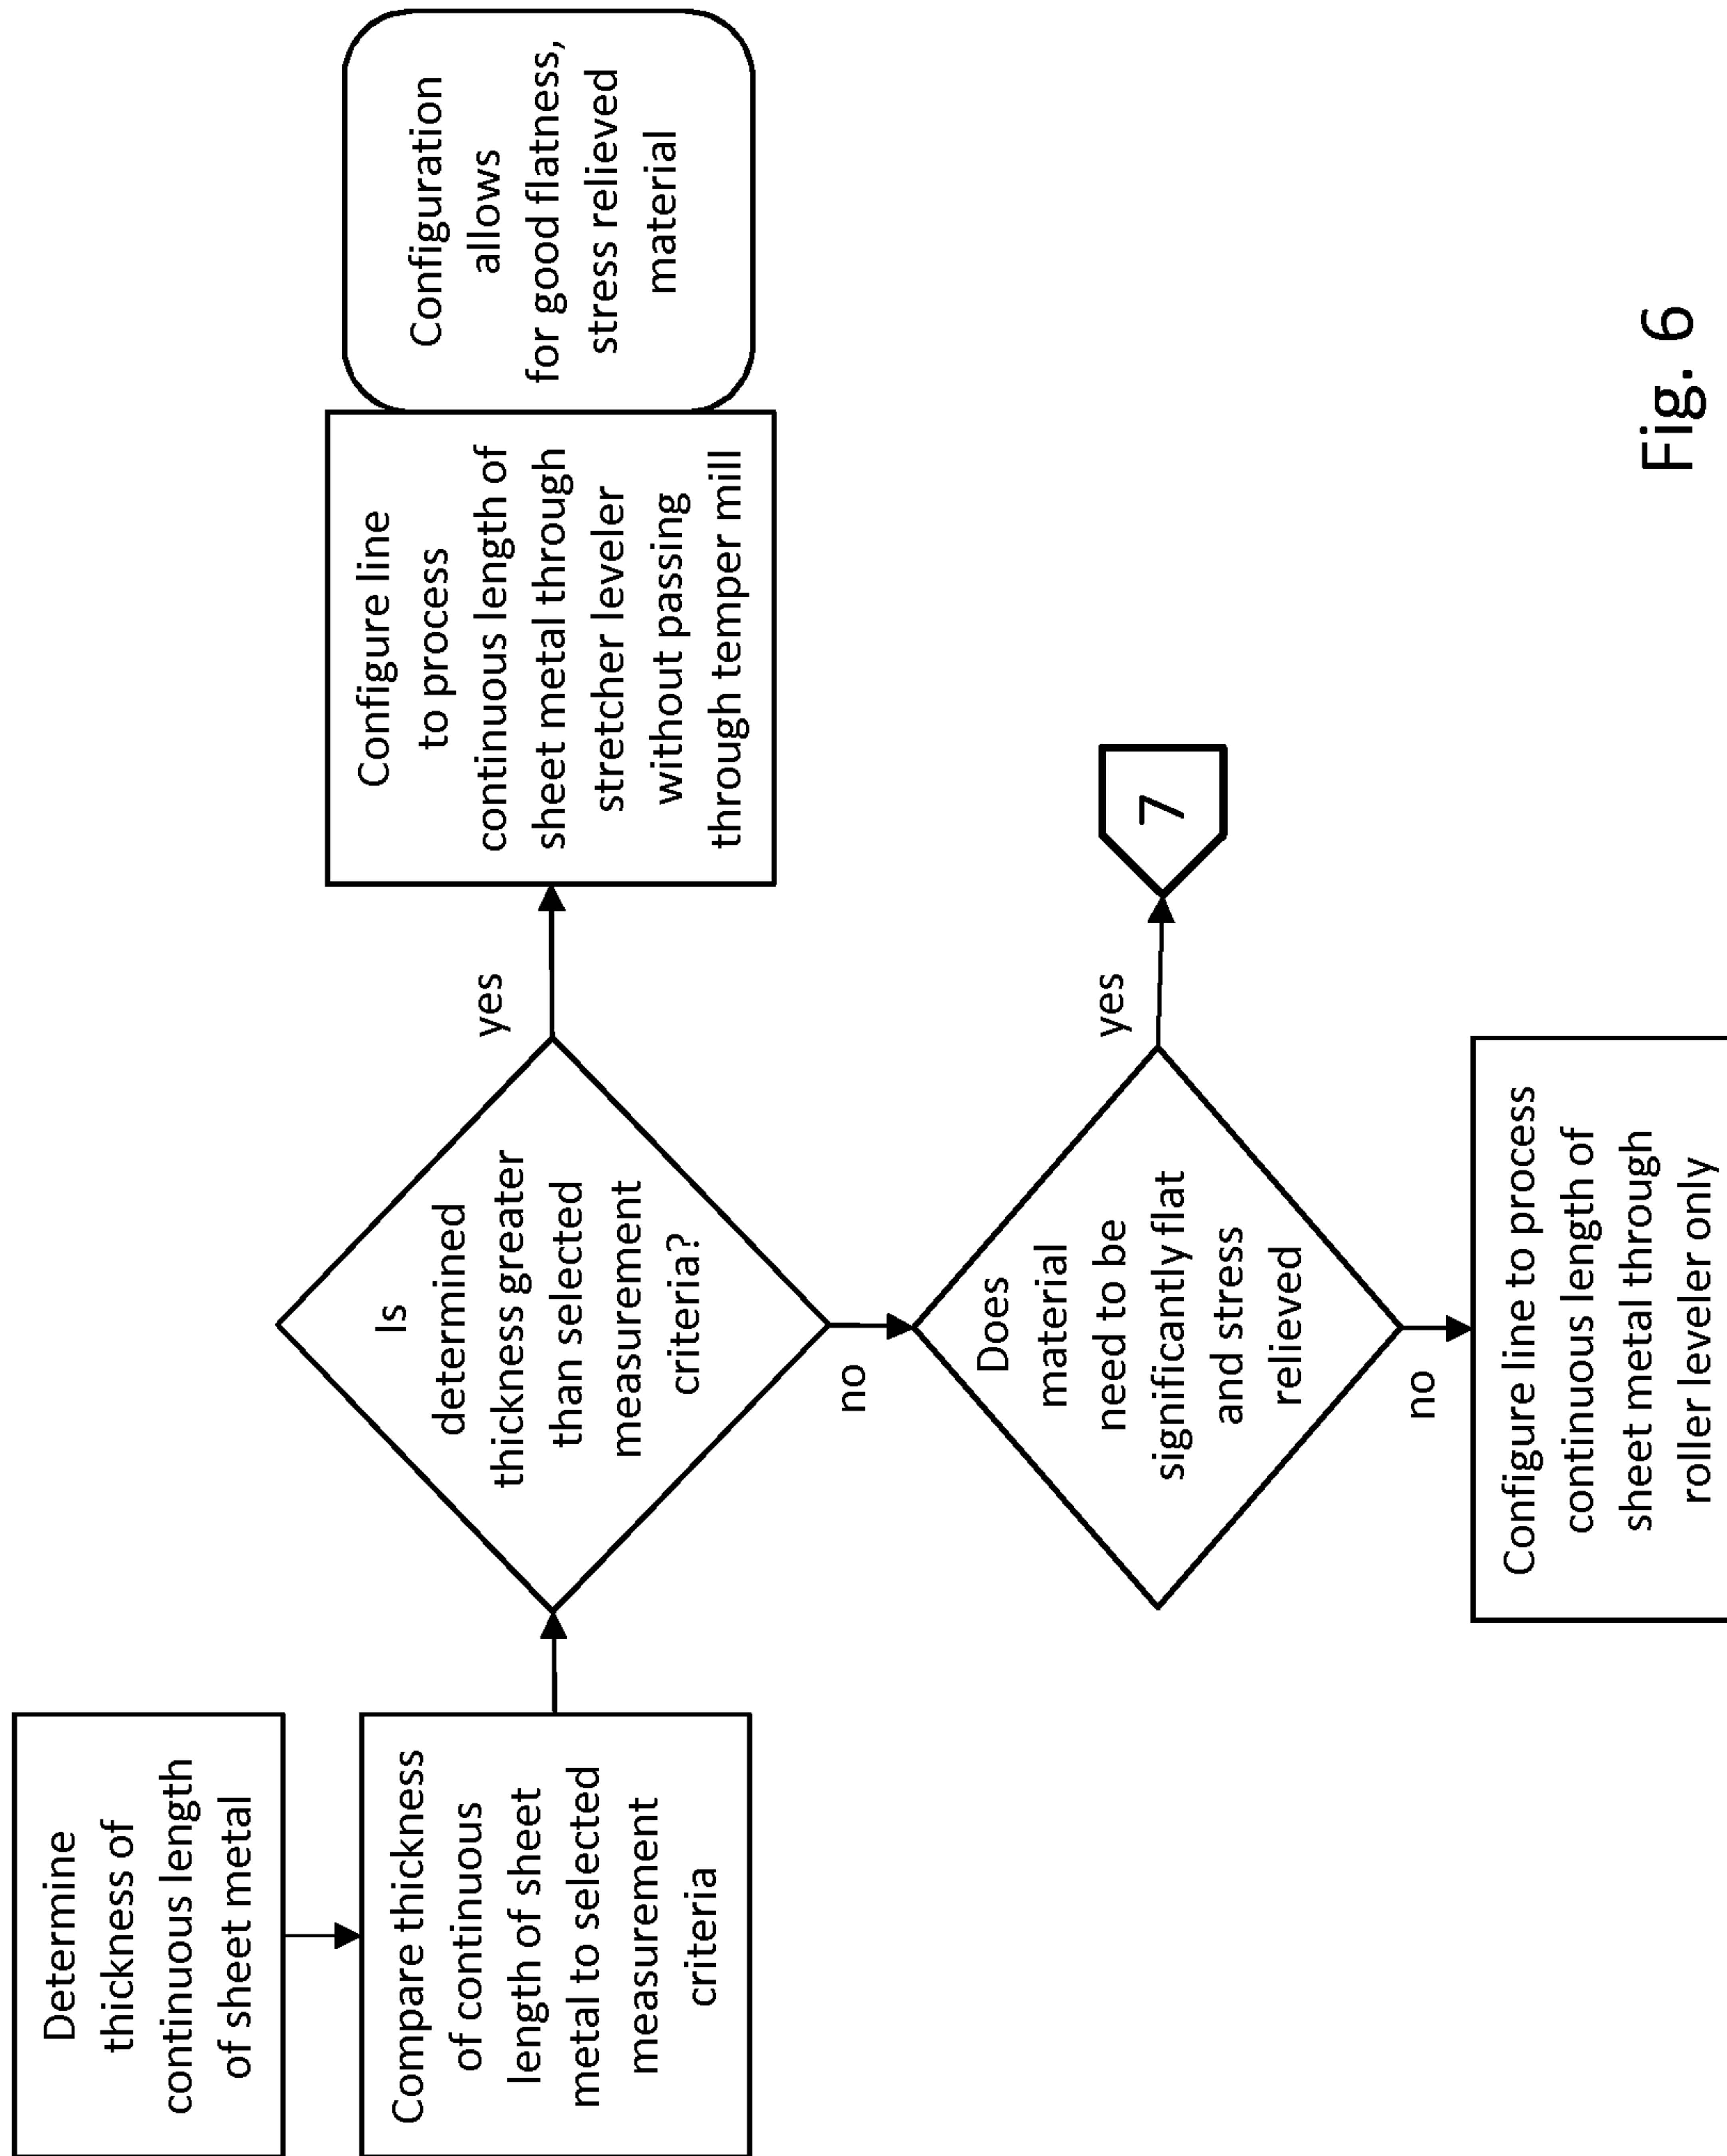 Determine
thickness of
continuous length
of sheet metal
Compare thickness
of continuous
length of sheet
metal to selected
measurement
criteria
Is
determined
thickness greater
than selected
measurement
criteria?
yes
Configure line
to process
continuous length of
sheet metal through
stretcher leveler
without passing
through temper mill
Configuration
allows
for good flatness,
stress relieved
material
no
Does
material
need to be
significantly flat
and stress
relieved
yes
7
no
Configure line to process
continuous length of
sheet metal through
roller leveler only
Fig. 6